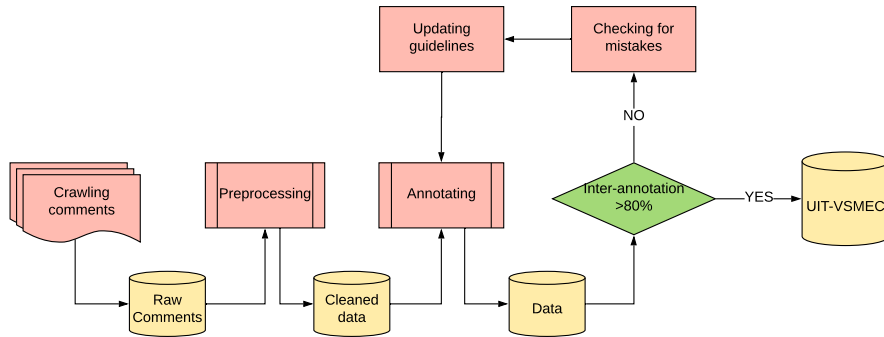 Updating
guidelines
Checking for
mistakes
NO
Crawling
comments
Preprocessing
Annotating
Inter-annotation
>80%
YES
UIT-VSMEC
Raw
Comments
Cleaned
data
Data